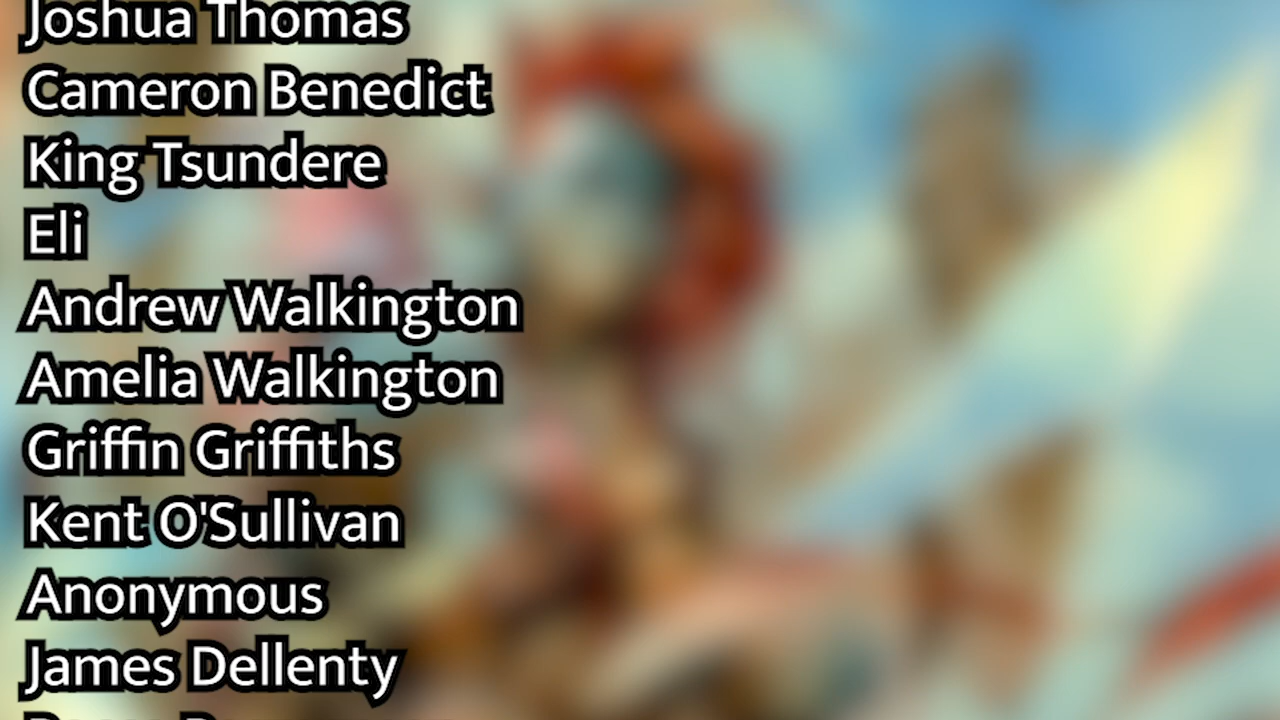 Joshua Thomas
Cameron Benedict
King Tsundere
Eli
Andrew Walkington
Amelia Walkington
Griffin Griffiths
Kent O'Sullivan
Anonymous
James Dellenty